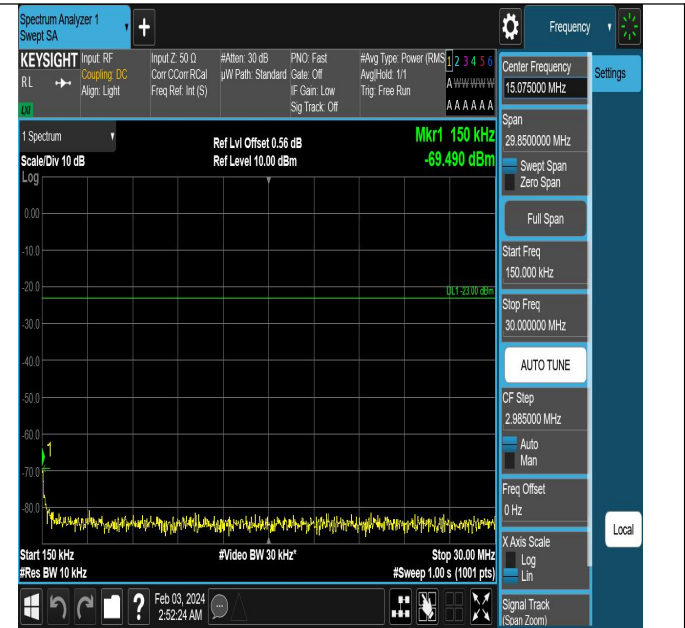 Spectrum Analyzer 1
Swept SA
+
Frequency
KEYSIGHT
RL
LXI
Input: RF
Coupling: DC
Align: Light
Input Z: 50 Ω
Corr CCorr RCal
Freq Ref: Int (S)
#Atten: 30 dB
µW Path: Standard
PNO: Fast
Gate: Off
IF Gain: Low
Sig Track: Off
#Avg Type: Power (RMS
Avg|Hold: 1/1
Trig: Free Run
1 2 3 4 5 6
A W W W W W
A A A A A A
1 Spectrum
Scale/Div 10 dB
Ref Lvl Offset 0.56 dB
Ref Level 10.00 dBm
Mkr1 150 kHz
-69.490 dBm
Log
0.00
-10.0
-20.0
DL1 -23.00 dBm
-30.0
-40.0
-50.0
-60.0
1
-70.0
-80.0
Start 150 kHz
#Video BW 30 kHz*
Stop 30.00 MHz
#Res BW 10 kHz
#Sweep 1.00 s (1001 pts)
?
Feb 03, 2024
2:52:24 AM
Center Frequency
15.075000 MHz
Settings
Span
29.8500000 MHz
Swept Span
Zero Span
Full Span
Start Freq
150.000 kHz
Stop Freq
30.000000 MHz
AUTO TUNE
CF Step
2.985000 MHz
Auto
Man
Freq Offset
0 Hz
Local
X Axis Scale
Log
Lin
Signal Track
(Span Zoom)